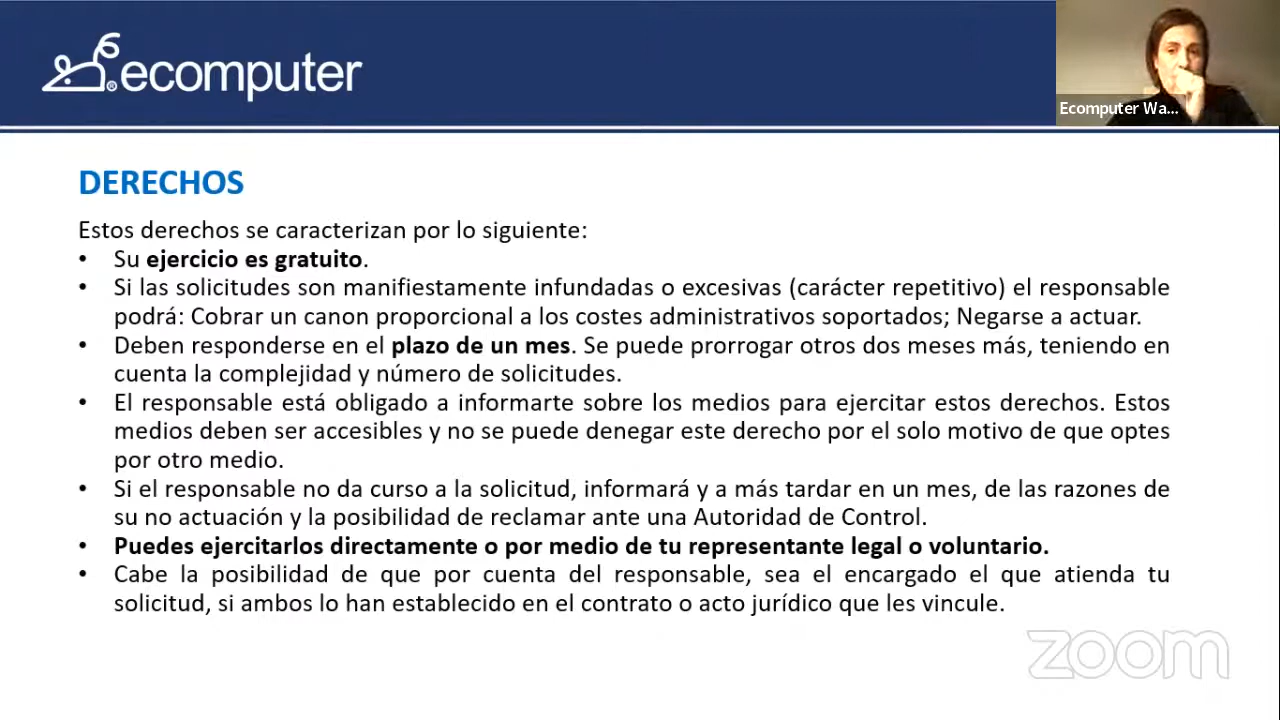 ecomputer
Ecomputer Wa...
DERECHOS
Estos derechos se caracterizan por lo siguiente:
• Su ejercicio es gratuito.
• Si las solicitudes son manifiestamente infundadas o excesivas (carácter repetitivo) el responsable
podrá: Cobrar un canon proporcional a los costes administrativos soportados; Negarse a actuar.
• Deben responderse en el plazo de un mes. Se puede prorrogar otros dos meses más, teniendo en
cuenta la complejidad y número de solicitudes.
• El responsable está obligado a informarte sobre los medios para ejercitar estos derechos. Estos
medios deben ser accesibles y no se puede denegar este derecho por el solo motivo de que optes
por otro medio.
• Si el responsable no da curso a la solicitud, informará y a más tardar en un mes, de las razones de
su no actuación y la posibilidad de reclamar ante una Autoridad de Control.
• Puedes ejercitarlos directamente o por medio de tu representante legal o voluntario.
• Cabe la posibilidad de que por cuenta del responsable, sea el encargado el que atienda tu
solicitud, si ambos lo han establecido en el contrato o acto jurídico que les vincule.
zoom